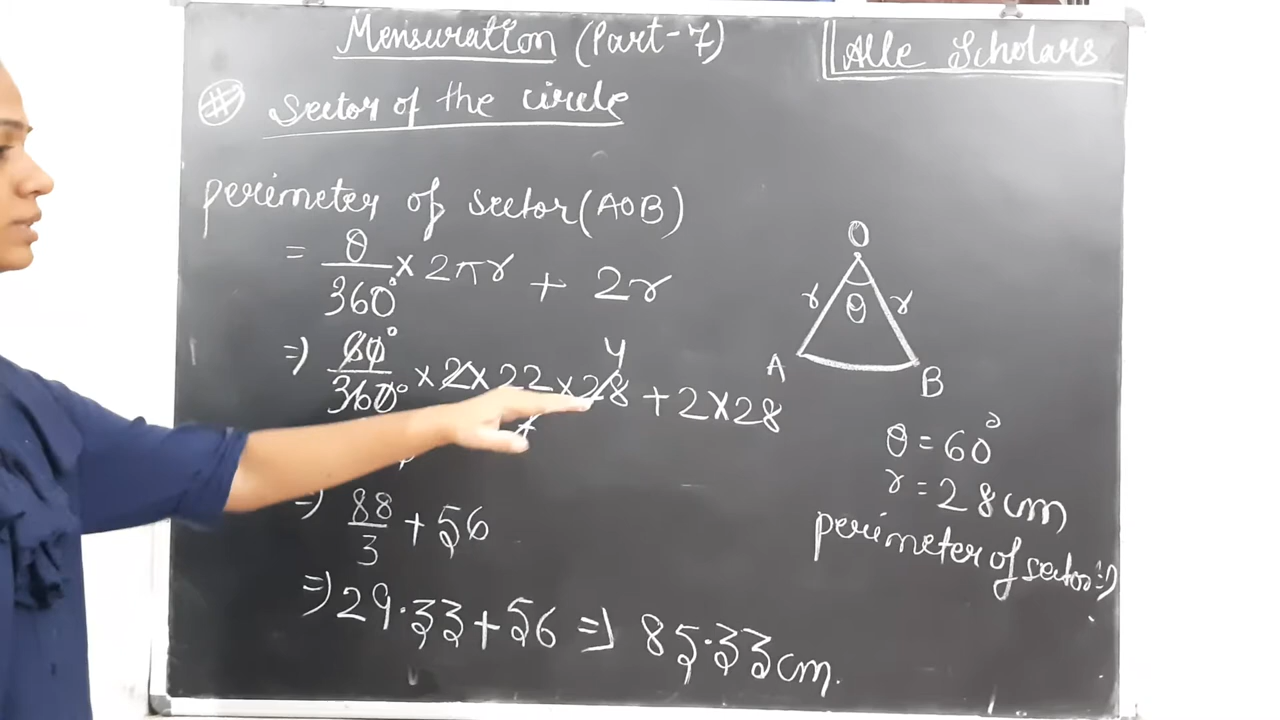 Mensuration (Part-7)
Alle Scholars
# Sector of the circle
perimeter of sector (AOB)
= θ/360° × 2πr + 2r
⇒ 60°/360° × 2 × 22 × 28 + 2×28
4
⇒ 88/3 + 56
⇒ 29.33 + 56 ⇒ 85.33 cm.
O
r θ r
A B
θ = 60°
r = 28 cm
perimeter of sector ⇒